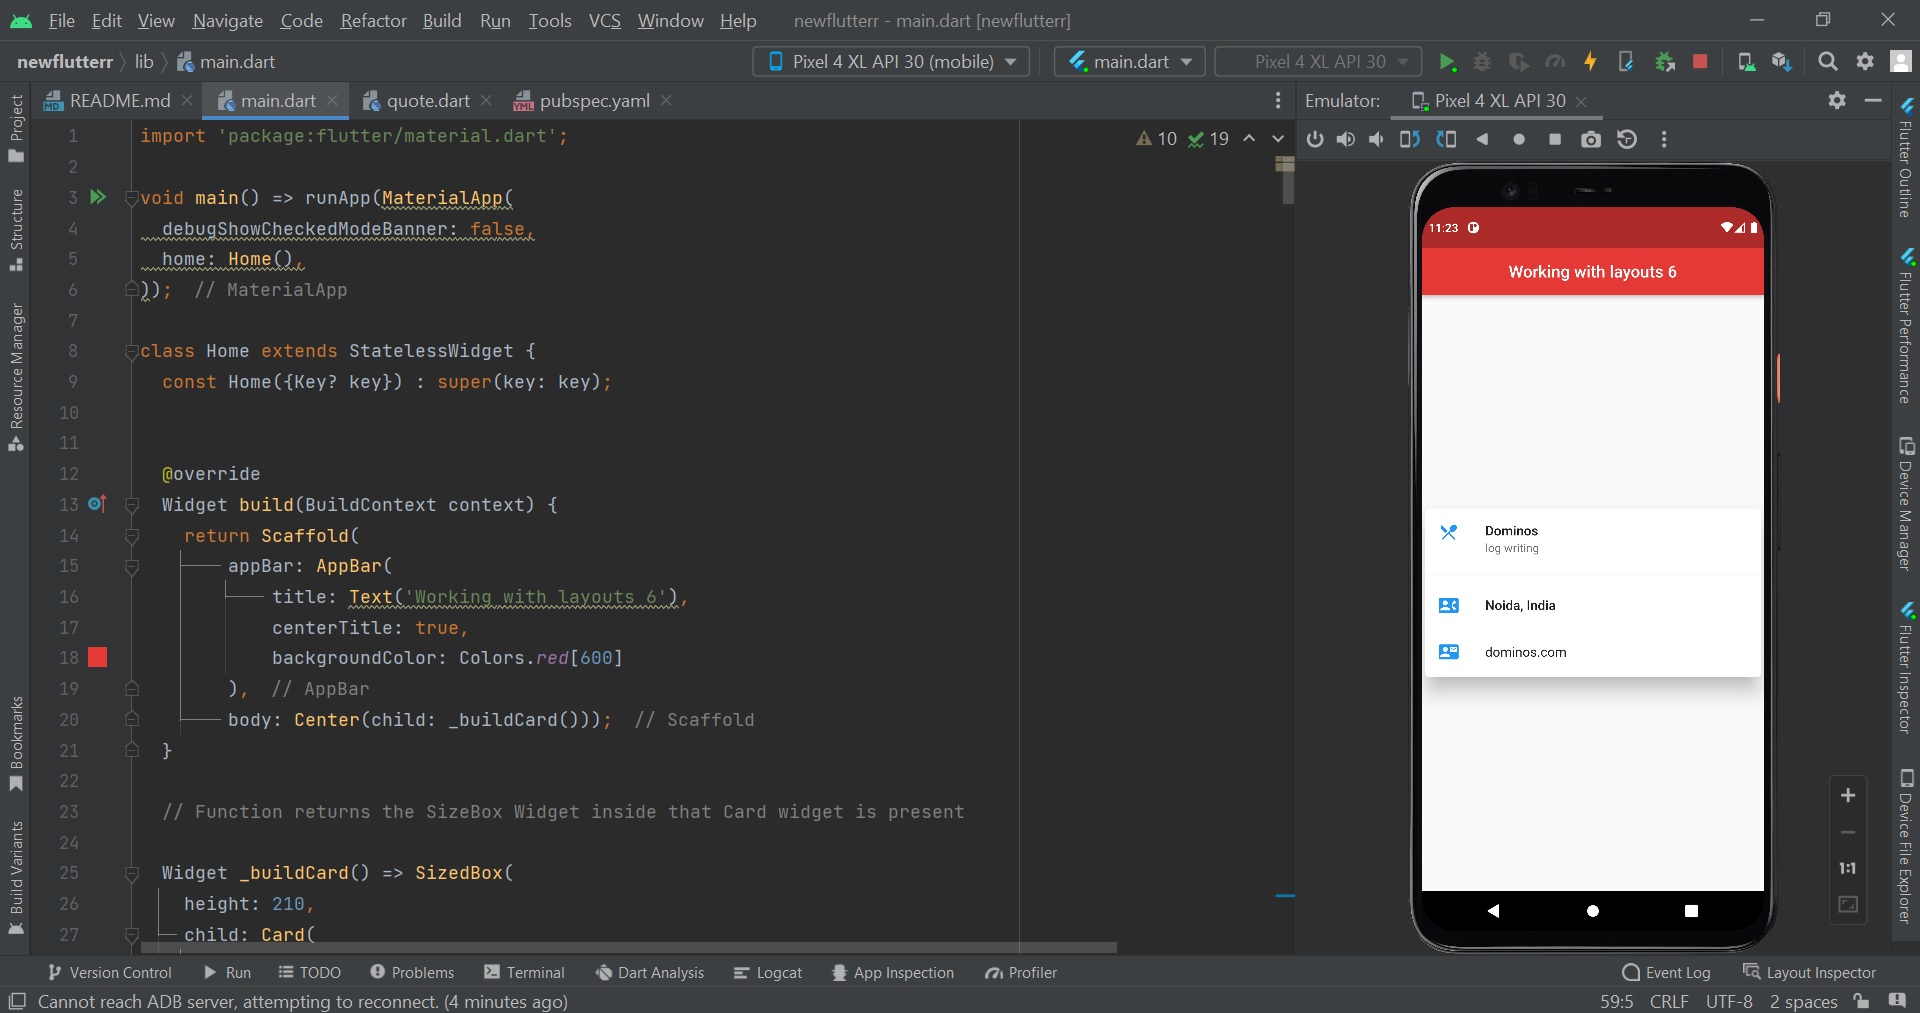 File Edit View Navigate Code Refactor Build Run Tools VCS Window Help newflutterr - main.dart [newflutterr]
newflutterr lib main.dart Pixel 4 XL API 30 (mobile) main.dart Pixel 4 XL API 30
README.md main.dart quote.dart pubspec.yaml Emulator: Pixel 4 XL API 30
10 19
1 import 'package:flutter/material.dart';
2
3 void main() => runApp(MaterialApp(
4 debugShowCheckedModeBanner: false,
5 home: Home(),
6 )); // MaterialApp
7
8 class Home extends StatelessWidget {
9 const Home({Key? key}) : super(key: key);
10
11
12 @override
13 Widget build(BuildContext context) {
14 return Scaffold(
15 appBar: AppBar(
16 title: Text('Working with layouts 6'),
17 centerTitle: true,
18 backgroundColor: Colors.red[600]
19 ), // AppBar
20 body: Center(child: _buildCard())); // Scaffold
21 }
22
23 // Function returns the SizeBox Widget inside that Card widget is present
24
25 Widget _buildCard() => SizedBox(
26 height: 210,
27 child: Card(
Project
Structure
Resource Manager
Bookmarks
Build Variants
11:23
Working with layouts 6
Dominos
log writing
Noida, India
dominos.com
1:1
Flutter Outline
Flutter Performance
Device Manager
Flutter Inspector
Device File Explorer
Version Control Run TODO Problems Terminal Dart Analysis Logcat App Inspection Profiler Event Log Layout Inspector
Cannot reach ADB server, attempting to reconnect. (4 minutes ago) 59:5 CRLF UTF-8 2 spaces